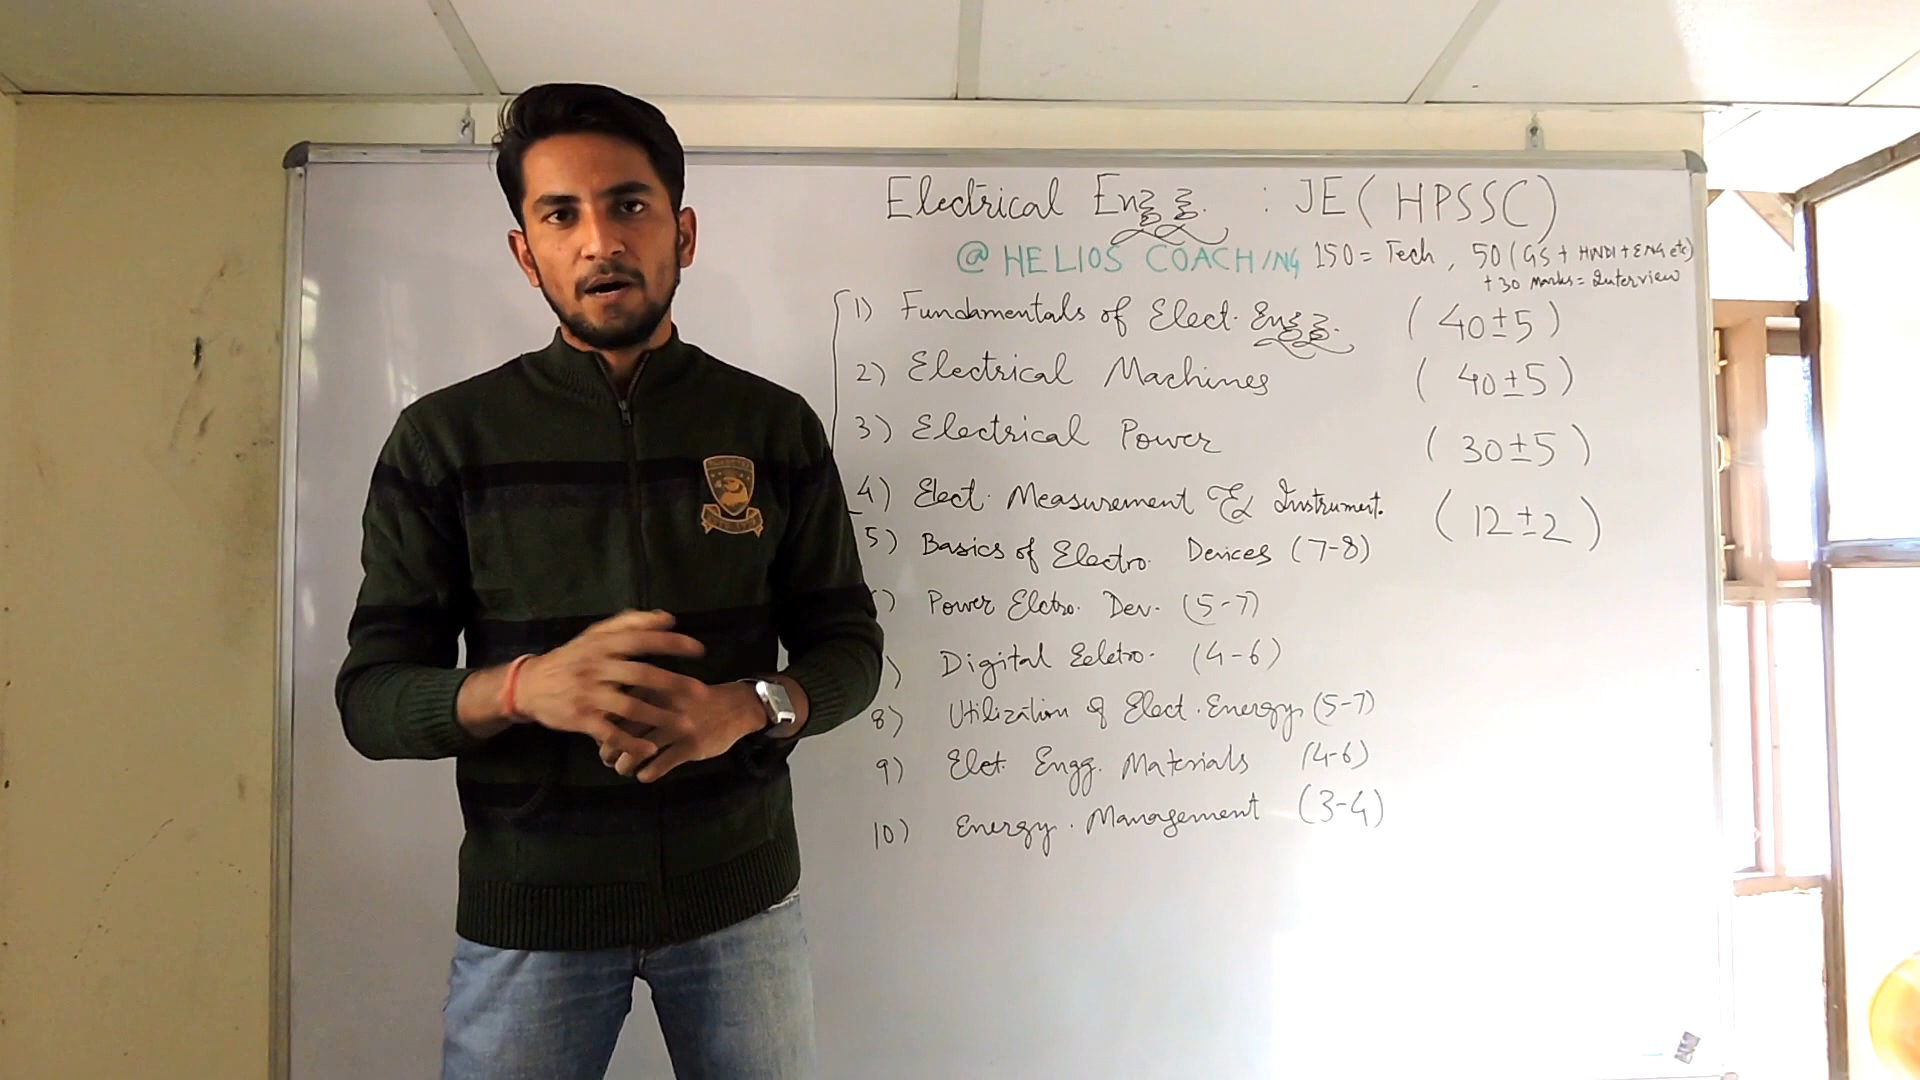 Electrical Engg. : JE (HPSSC)
@ HELIOS COACHING 150 = Tech, 50 (GS + HINDI + ENG etc)
+ 30 marks = Interview
1) Fundamentals of Elect. Engg. (40±5)
2) Electrical Machines (40±5)
3) Electrical Power (30±5)
4) Elect. Measurement & Instrument. (12±2)
5) Basics of Electro. Devices (7-8)
) Power Elctro. Dev. (5-7)
) Digital Eeletro. (4-6)
8) Utilization of Elect. Energy. (5-7)
9) Elet. Engg. Materials (4-6)
10) Energy. Management (3-4)